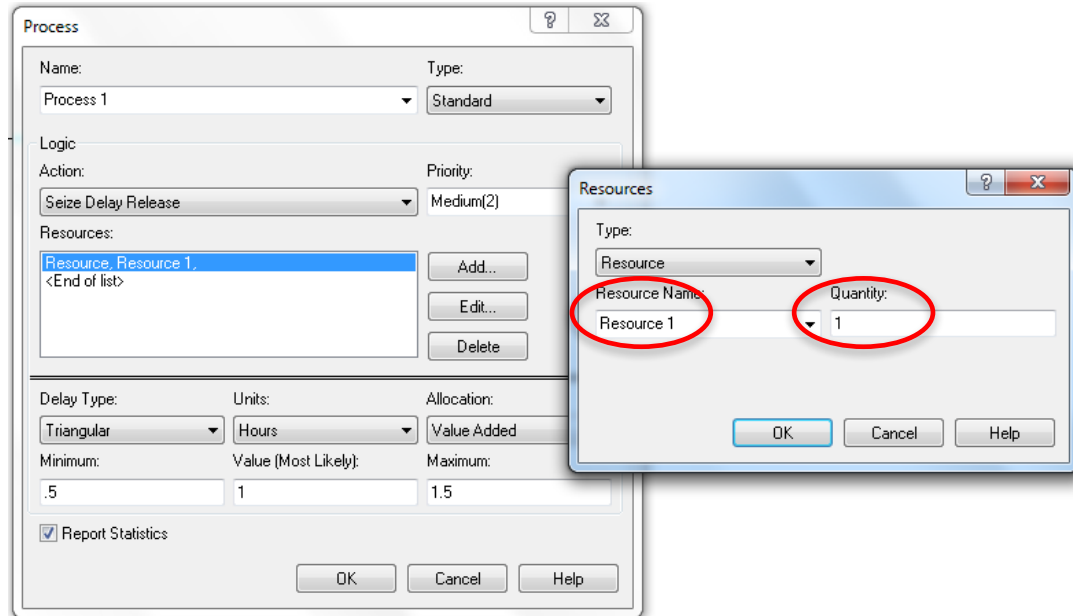 Process
Name:
Type:
Process 1
Standard
Logic
Action:
Priority:
Seize Delay Release
Medium(2)
Resources:
Resource, Resource 1,
<End of list>
Add...
Edit...
Delete
Delay Type:
Units:
Allocation:
Triangular
Hours
Value Added
Minimum:
Value (Most Likely):
Maximum:
.5
1
1.5
Report Statistics
OK
Cancel
Help
Resources
Type:
Resource
Resource Name:
Quantity:
Resource 1
1
OK
Cancel
Help